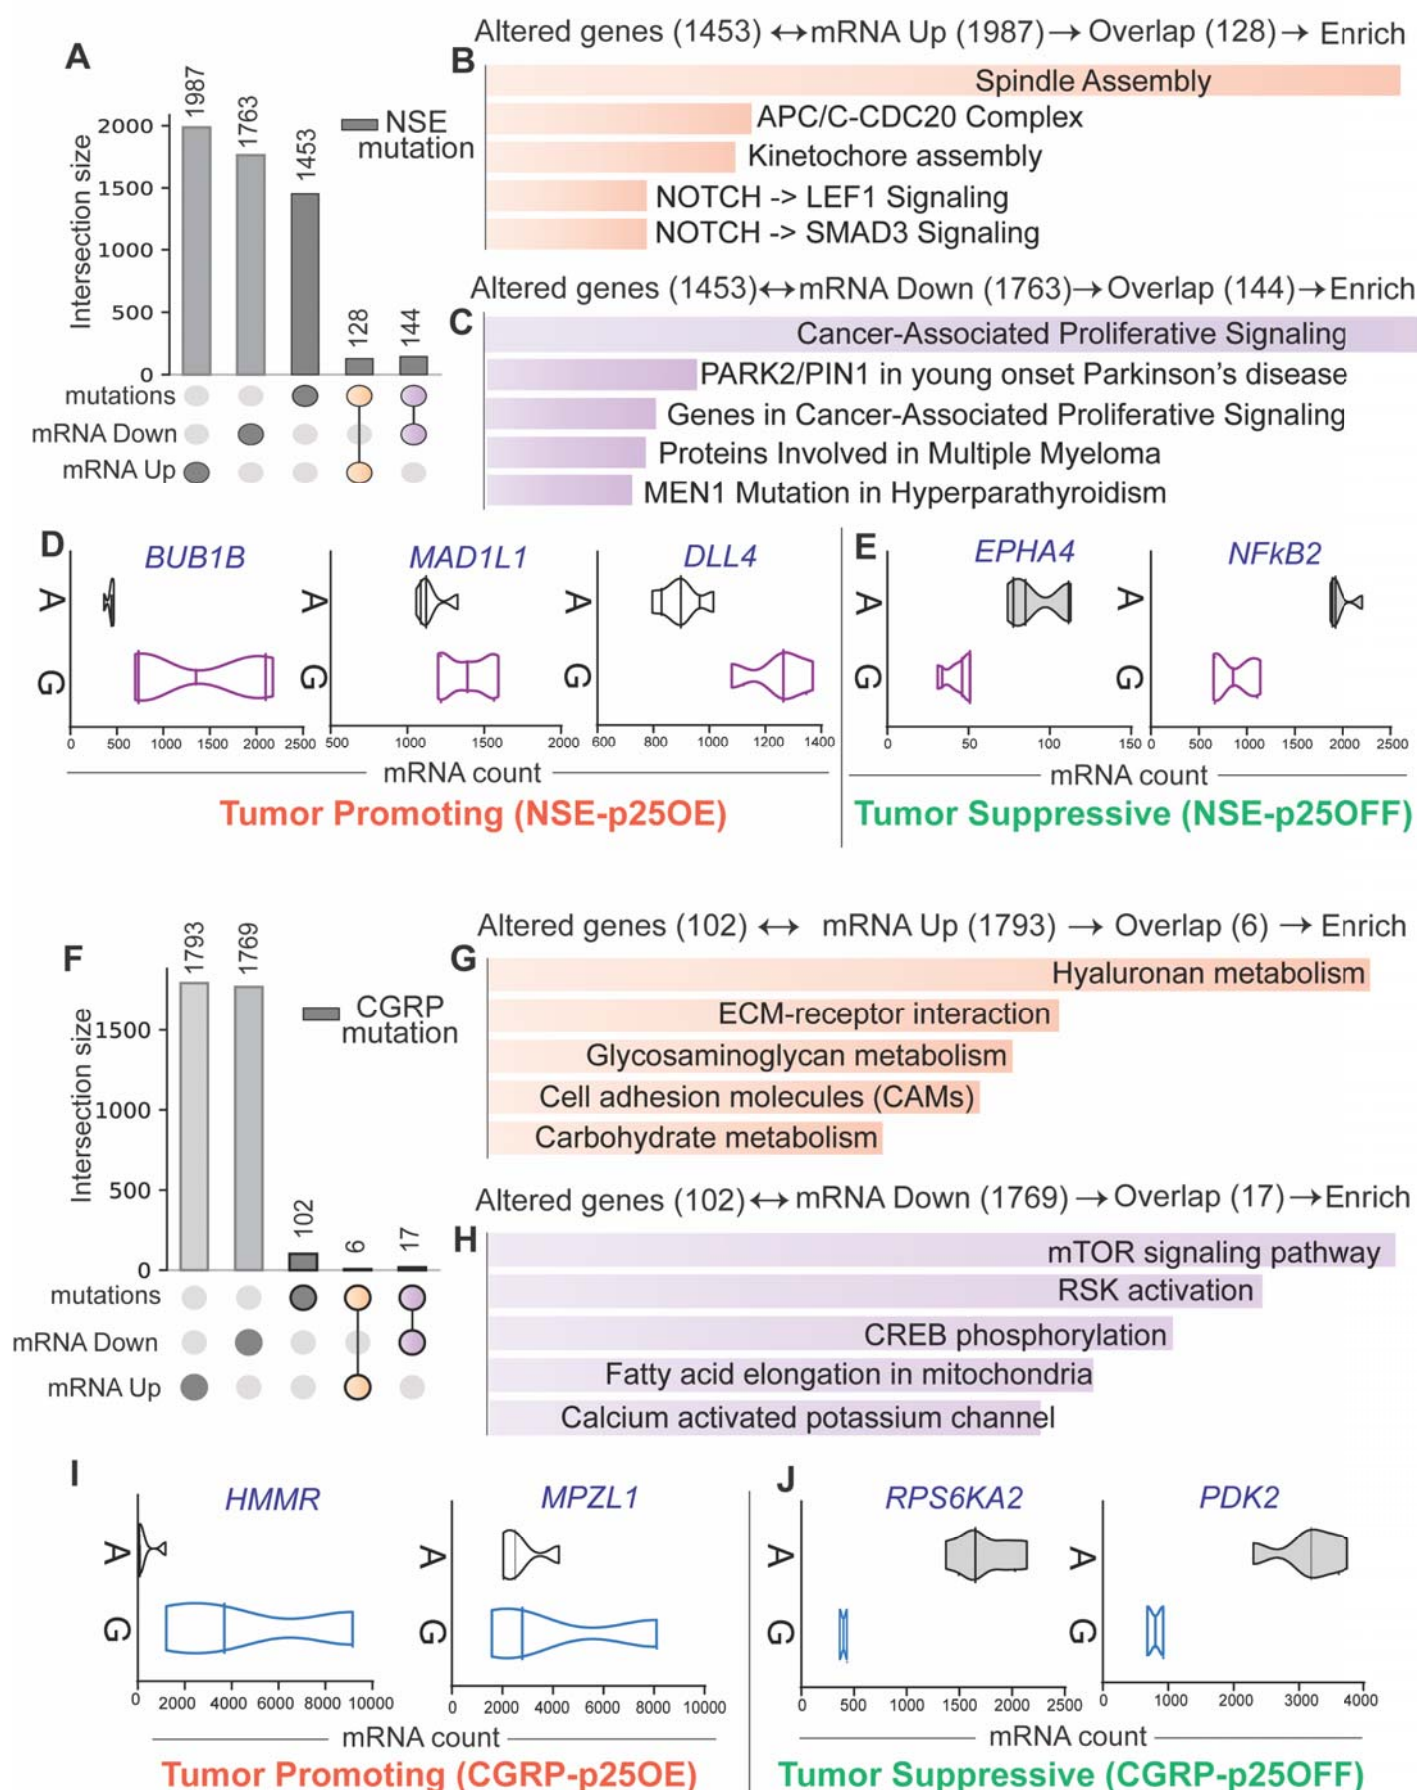 Altered genes (1453) ↔ mRNA Up (1987) → Overlap (128) → Enrich
A
1987
1763
1453
128
144
NSE
mutation
Intersection size
2000
1500
1000
500
0
mutations
mRNA Down
mRNA Up
B
Spindle Assembly
APC/C-CDC20 Complex
Kinetochore assembly
NOTCH -> LEF1 Signaling
NOTCH -> SMAD3 Signaling
Altered genes (1453)↔mRNA Down (1763)→Overlap (144)→Enrich
C
Cancer-Associated Proliferative Signaling
PARK2/PIN1 in young onset Parkinson's disease
Genes in Cancer-Associated Proliferative Signaling
Proteins Involved in Multiple Myeloma
MEN1 Mutation in Hyperparathyroidism
D
BUB1B
A
G
0 500 1000 1500 2000 2500
MAD1L1
A
G
500 1000 1500 2000
DLL4
A
G
600 800 1000 1200 1400
mRNA count
Tumor Promoting (NSE-p25OE)
E
EPHA4
A
G
0 50 100 150
NFkB2
A
G
0 500 1000 1500 2000 2500
mRNA count
Tumor Suppressive (NSE-p25OFF)
F
1793
1769
102
6
17
CGRP
mutation
Intersection size
1500
1000
500
0
mutations
mRNA Down
mRNA Up
Altered genes (102) ↔ mRNA Up (1793) → Overlap (6) → Enrich
G
Hyaluronan metabolism
ECM-receptor interaction
Glycosaminoglycan metabolism
Cell adhesion molecules (CAMs)
Carbohydrate metabolism
Altered genes (102)↔mRNA Down (1769) →Overlap (17)→Enrich
H
mTOR signaling pathway
RSK activation
CREB phosphorylation
Fatty acid elongation in mitochondria
Calcium activated potassium channel
I
HMMR
A
G
0 2000 4000 6000 8000 10000
MPZL1
A
G
0 2000 4000 6000 8000 10000
mRNA count
Tumor Promoting (CGRP-p25OE)
J
RPS6KA2
A
G
0 500 1000 1500 2000 2500
PDK2
A
G
0 1000 2000 3000 4000
mRNA count
Tumor Suppressive (CGRP-p25OFF)